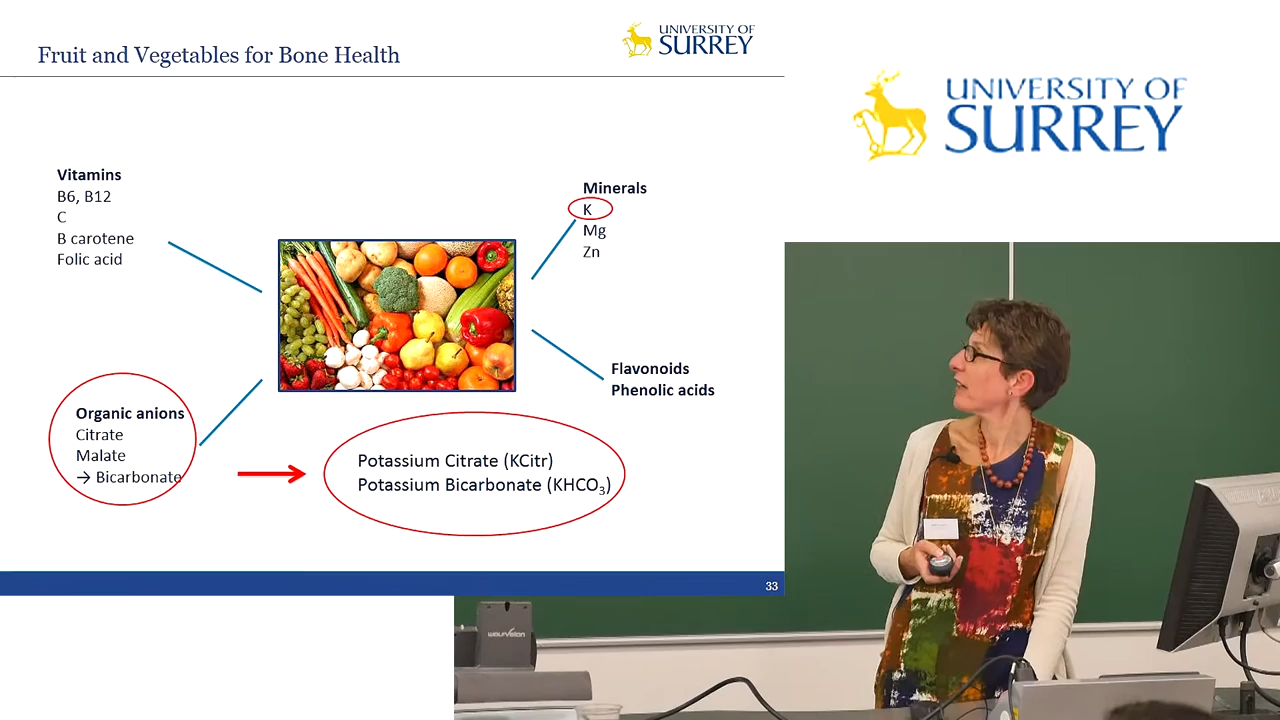 Fruit and Vegetables for Bone Health
UNIVERSITY OF
SURREY
UNIVERSITY OF
SURREY
Vitamins
B6, B12
C
B carotene
Folic acid
Minerals
K
Mg
Zn
Flavonoids
Phenolic acids
Organic anions
Citrate
Malate
→ Bicarbonate
Potassium Citrate (KCitr)
Potassium Bicarbonate (KHCO₃)
33
wolfvision